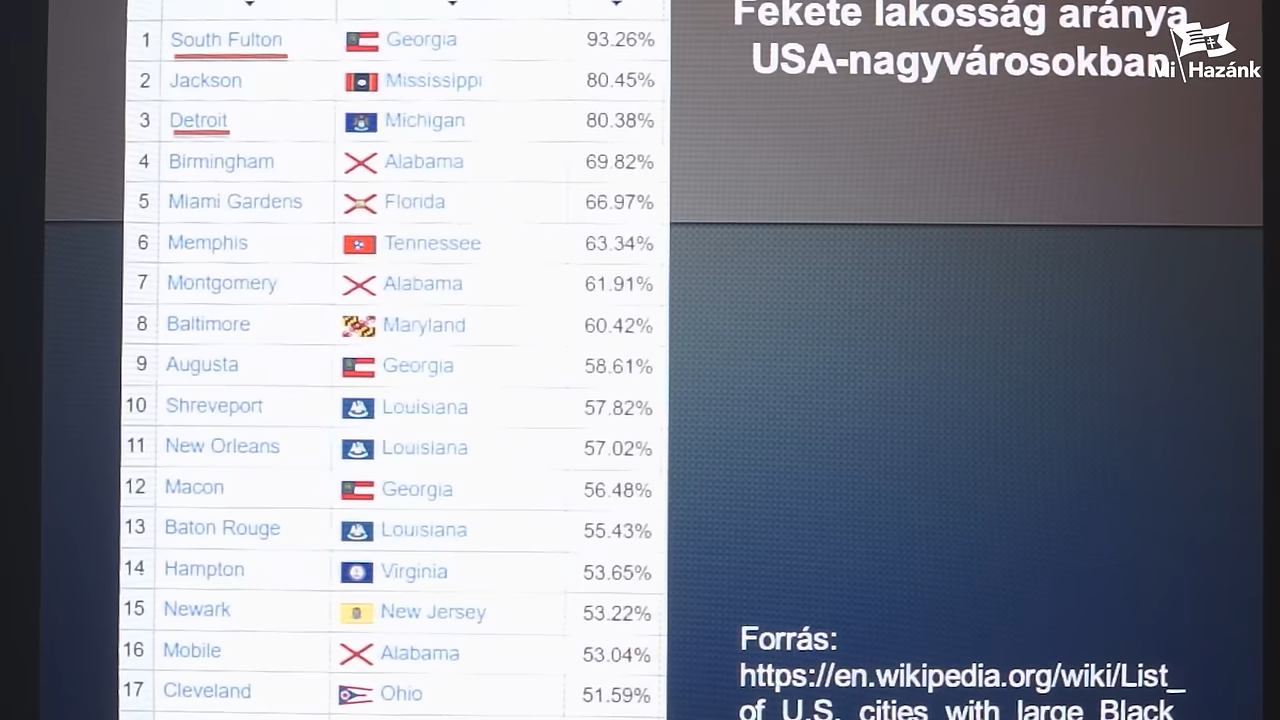 Fekete lakosság aránya
USA-nagyvárosokban
Mi Hazánk
1 South Fulton Georgia 93.26%
2 Jackson Mississippi 80.45%
3 Detroit Michigan 80.38%
4 Birmingham Alabama 69.82%
5 Miami Gardens Florida 66.97%
6 Memphis Tennessee 63.34%
7 Montgomery Alabama 61.91%
8 Baltimore Maryland 60.42%
9 Augusta Georgia 58.61%
10 Shreveport Louisiana 57.82%
11 New Orleans Louisiana 57.02%
12 Macon Georgia 56.48%
13 Baton Rouge Louisiana 55.43%
14 Hampton Virginia 53.65%
15 Newark New Jersey 53.22%
16 Mobile Alabama 53.04%
17 Cleveland Ohio 51.59%
Forrás:
https://en.wikipedia.org/wiki/List_
of_U.S._cities_with_large_Black_